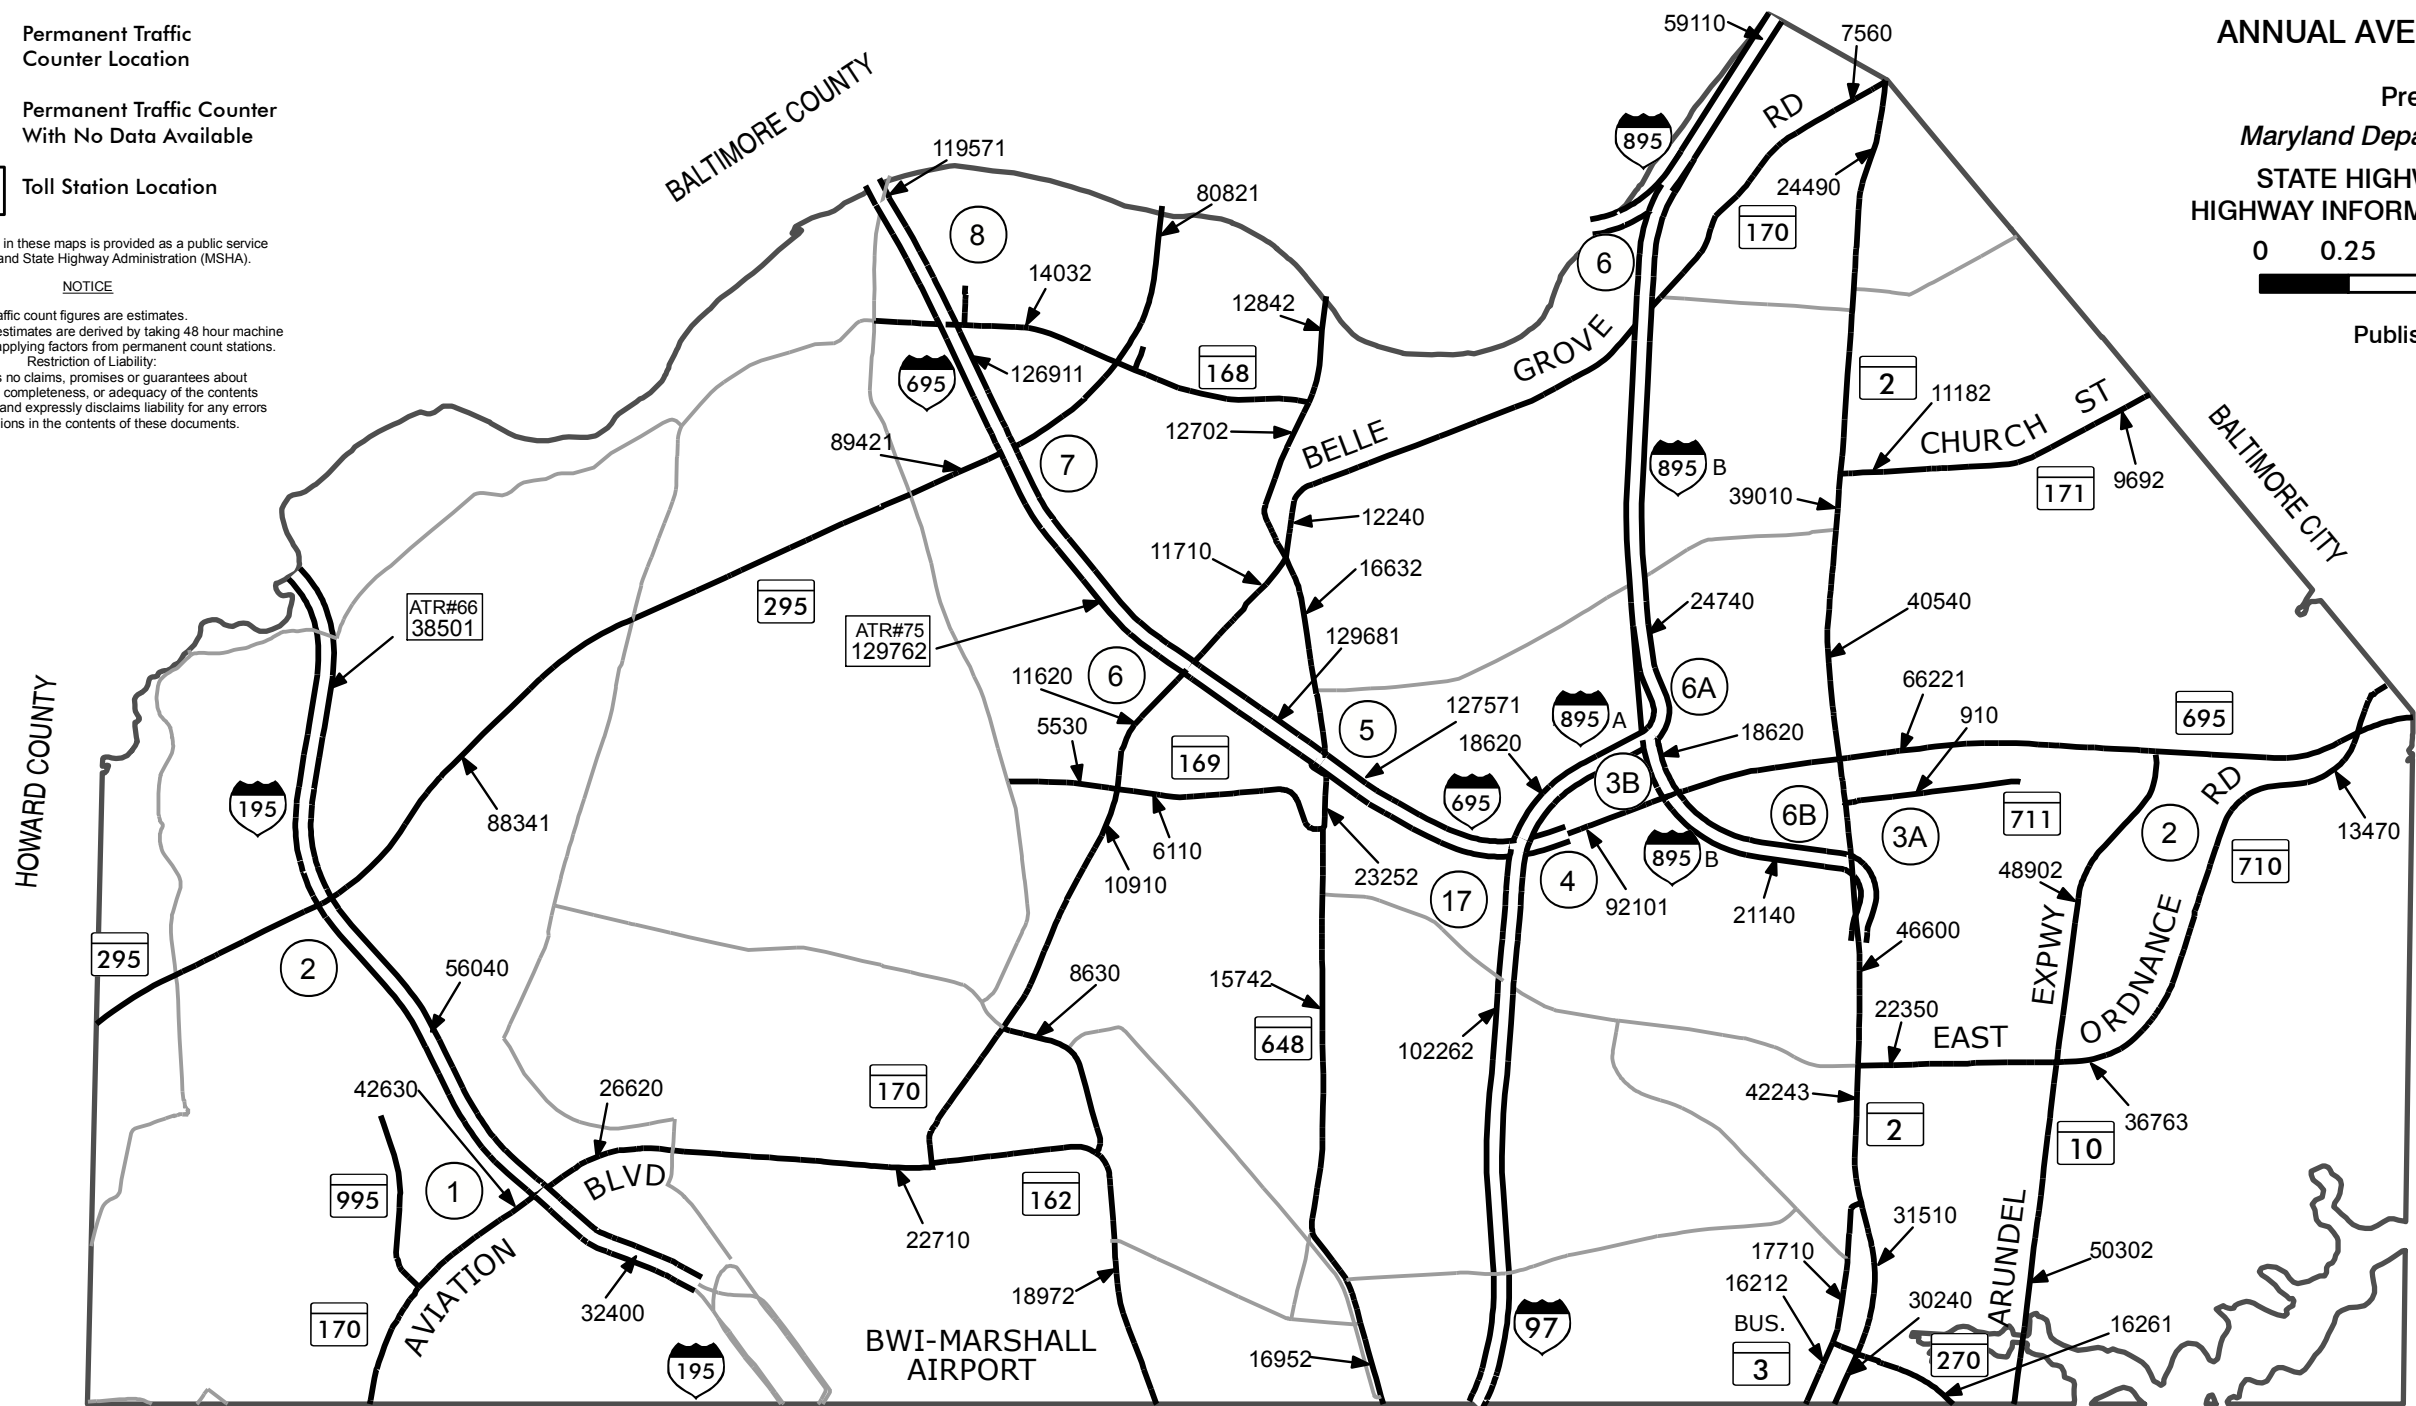 Permanent Traffic
Counter Location
Permanent Traffic Counter
With No Data Available
Toll Station Location
in these maps is provided as a public service
and State Highway Administration (MSHA).
NOTICE
affic count figures are estimates.
estimates are derived by taking 48 hour machine
applying factors from permanent count stations.
Restriction of Liability:
s no claims, promises or guarantees about
completeness, or adequacy of the contents
and expressly disclaims liability for any errors
ions in the contents of these documents.
ANNUAL AVE
Pre
Maryland Depa
STATE HIGHW
HIGHWAY INFORM
0 0.25
Publis
BALTIMORE COUNTY
HOWARD COUNTY
BALTIMORE CITY
59110
7560
895
RD
119571
80821
24490
170
8
6
14032
12842
GROVE
168
126911
695
2
11182
ST
CHURCH
12702
BELLE
89421
7
895 B
39010
171
9692
12240
11710
16632
295
24740
40540
ATR#66
38501
ATR#75
129762
129681
6
11620
6A
66221
695
127571
895 A
910
5
5530
18620
18620
169
3B
RD
195
695
6B
711
2
13470
88341
6110
3A
10910
895 B
710
23252
4
92101
48902
17
21140
295
2
56040
46600
EXPWY
ORDNANCE
8630
15742
22350
EAST
648
102262
42630
26620
170
42243
2
36763
10
995
1
BLVD
162
22710
31510
ARUNDEL
17710
50302
AVIATION
18972
16212
30240
170
32400
BUS.
16261
BWI-MARSHALL
AIRPORT
97
16952
195
3
270